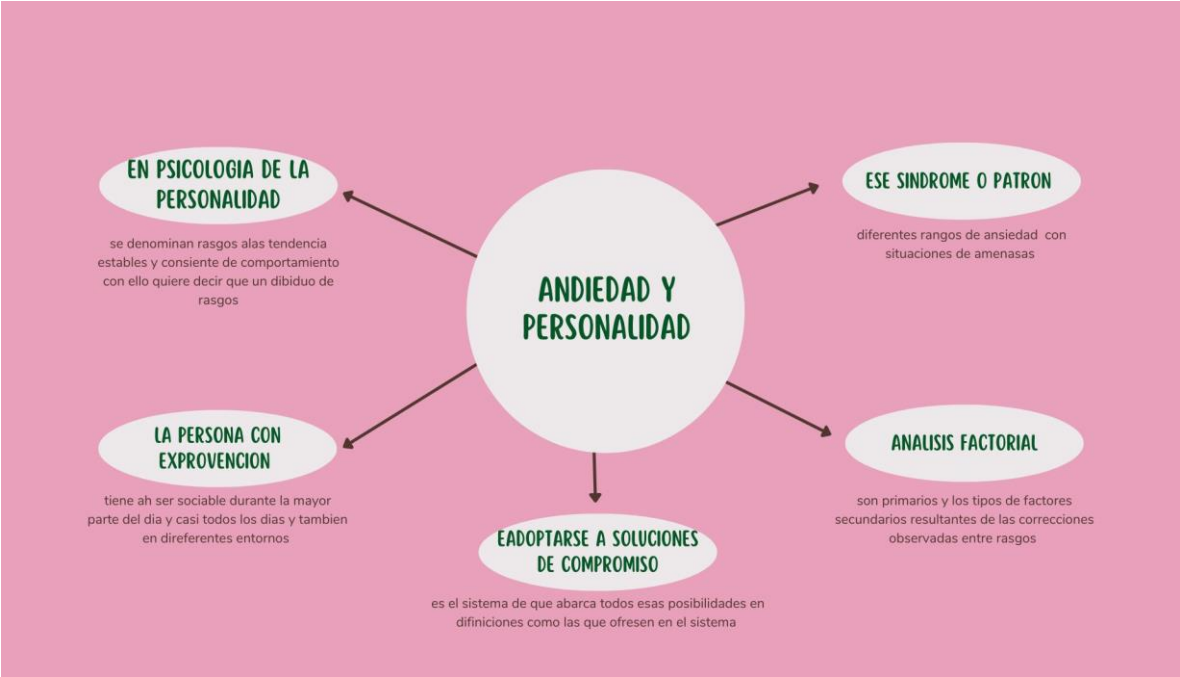 EN PSICOLOGIA DE LA
PERSONALIDAD
se denominan rasgos alas tendencia
estables y consiente de comportamiento
con ello quiere decir que un dibiduo de
rasgos
ESE SINDROME O PATRON
diferentes rangos de ansiedad con
situaciones de amenasas
ANDIEDAD Y
PERSONALIDAD
LA PERSONA CON
EXPROVENCION
tiene ah ser sociable durante la mayor
parte del dia y casi todos los dias y tambien
en direferentes entornos
EADOPTARSE A SOLUCIONES
DE COMPROMISO
es el sistema de que abarca todos esas posibilidades en
difiniciones como las que ofresen en el sistema
ANALISIS FACTORIAL
son primarios y los tipos de factores
secundarios resultantes de las correcciones
observadas entre rasgos